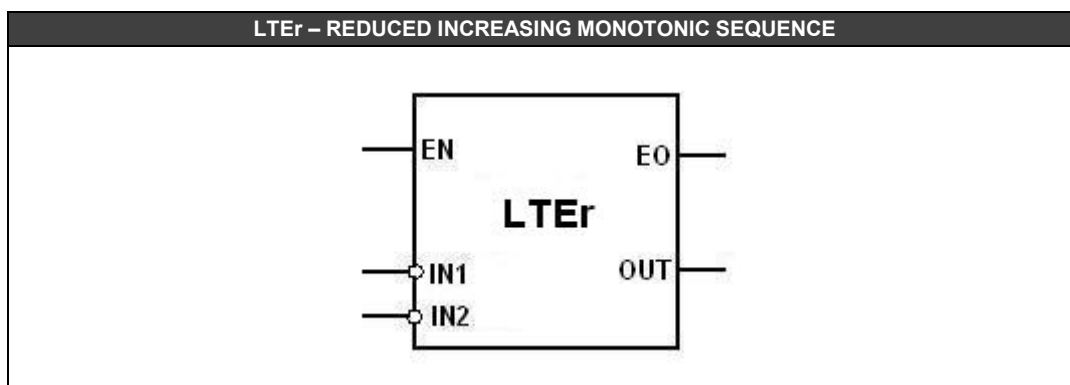 LTEr – REDUCED INCREASING MONOTONIC SEQUENCE
EN
EO
LTEr
IN1
OUT
IN2